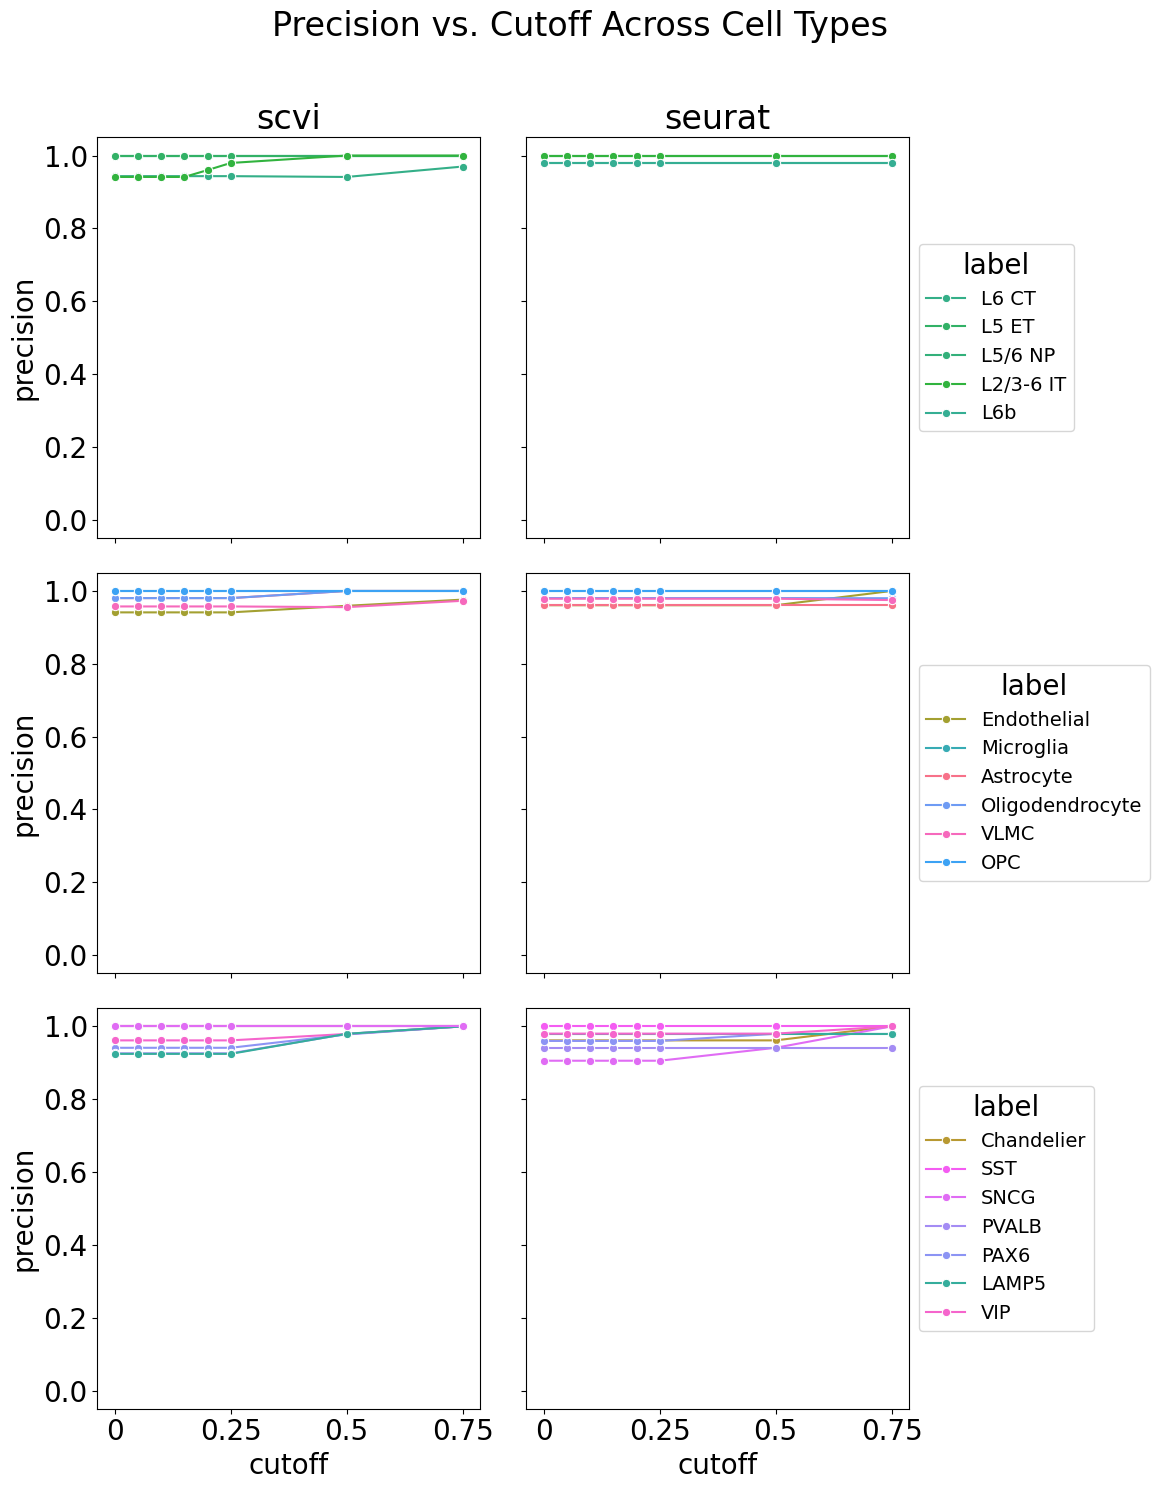 Precision vs. Cutoff Across Cell Types
scvi
seurat
1.0
0.8
0.6
0.4
0.2
0.0
precision
label
L6 CT
L5 ET
L5/6 NP
L2/3-6 IT
L6b
1.0
0.8
0.6
0.4
0.2
0.0
precision
label
Endothelial
Microglia
Astrocyte
Oligodendrocyte
VLMC
OPC
1.0
0.8
0.6
0.4
0.2
0.0
precision
label
Chandelier
SST
SNCG
PVALB
PAX6
LAMP5
VIP
0 0.25 0.5 0.75
cutoff
0 0.25 0.5 0.75
cutoff